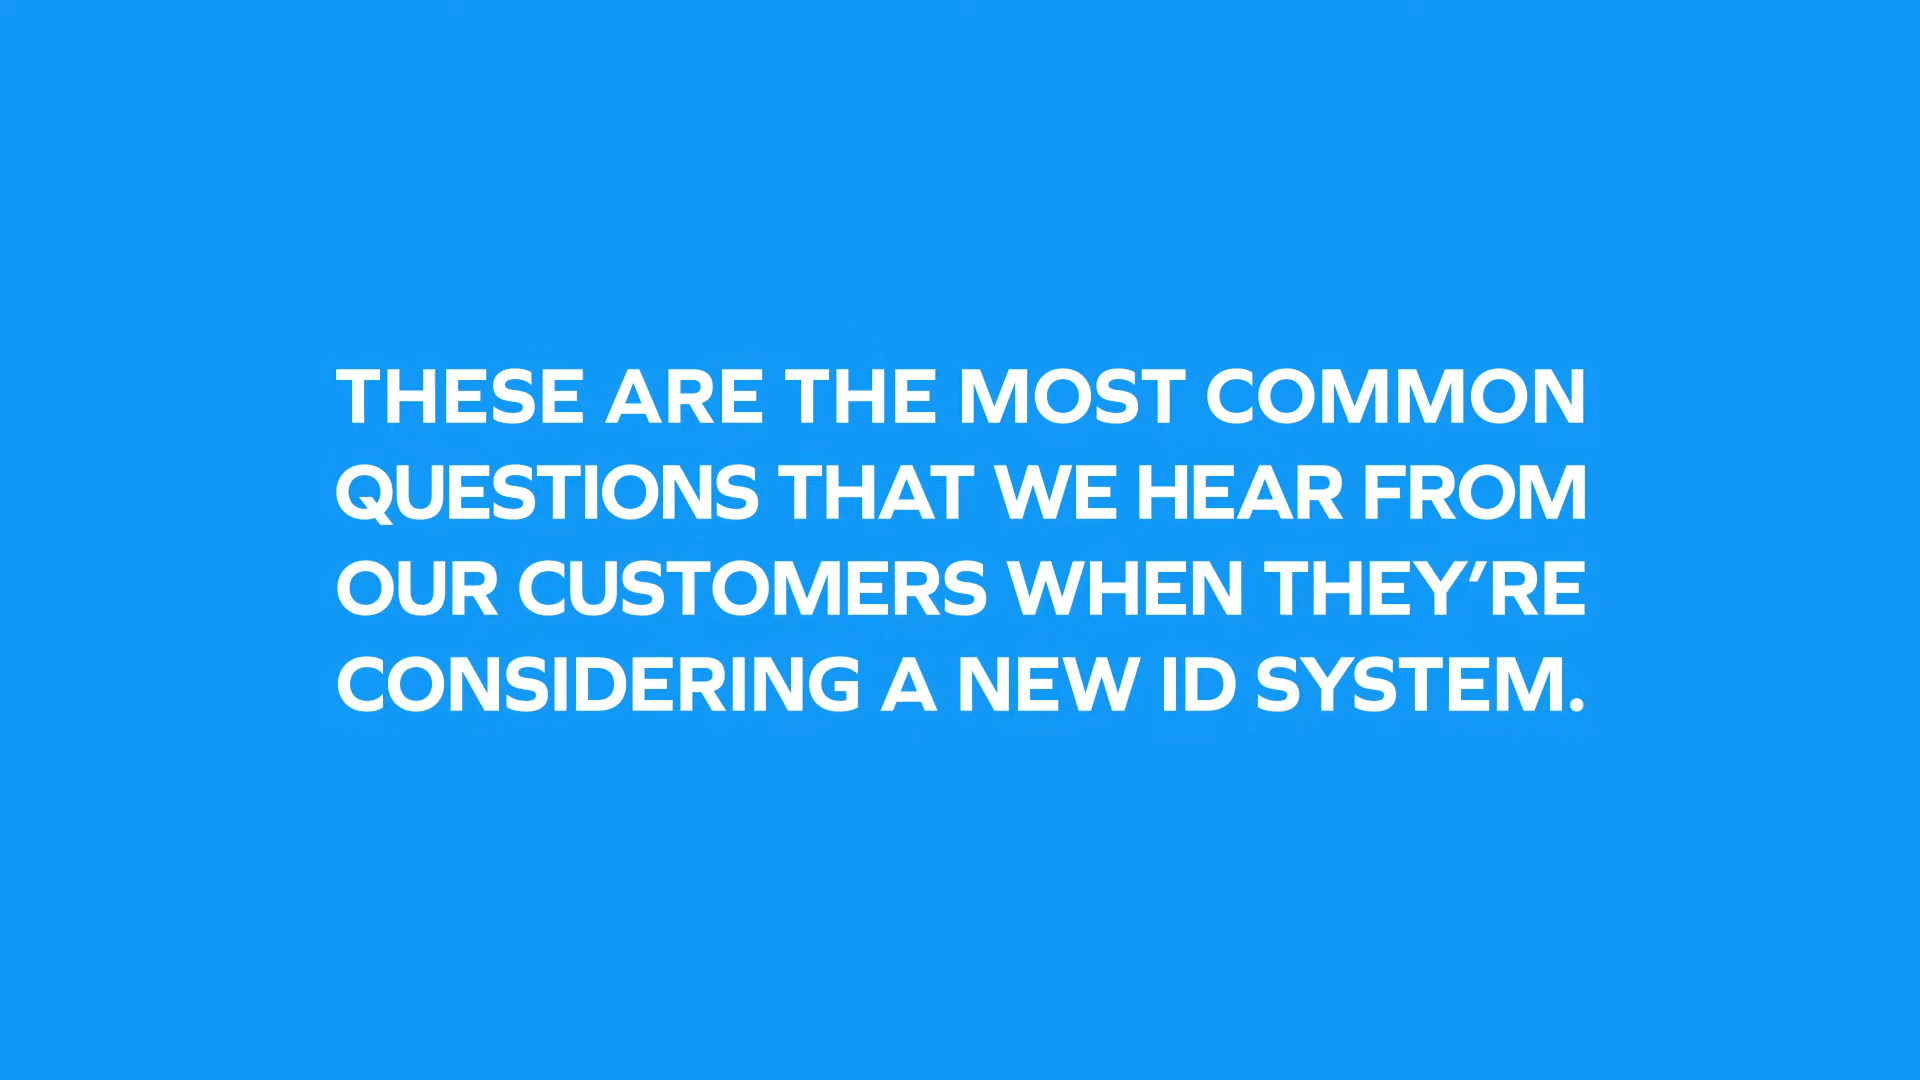 THESE ARE THE MOST COMMON
QUESTIONS THAT WE HEAR FROM
OUR CUSTOMERS WHEN THEY’RE
CONSIDERING A NEW ID SYSTEM.